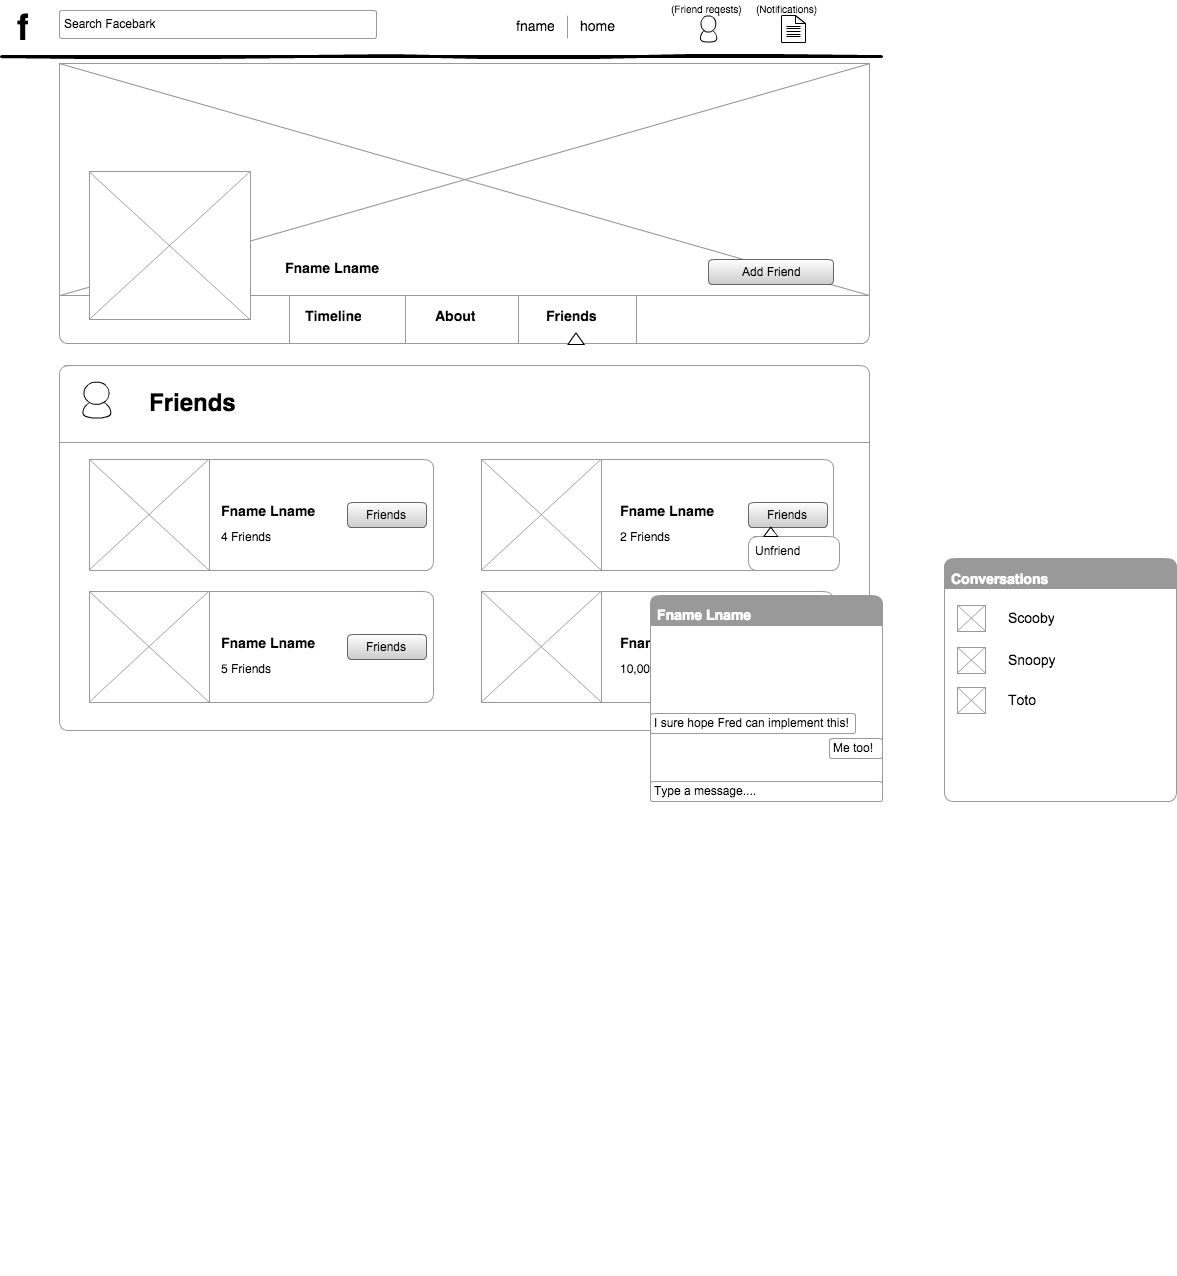 f
Search Facebark
fname
home
(Friend reqests)
(Notifications)
Fname Lname
Add Friend
Timeline
About
Friends
Friends
Fname Lname
4 Friends
Friends
Fname Lname
2 Friends
Friends
Unfriend
Fname Lname
5 Friends
Friends
Fnar
10,00
Fname Lname
I sure hope Fred can implement this!
Me too!
Type a message....
Conversations
Scooby
Snoopy
Toto